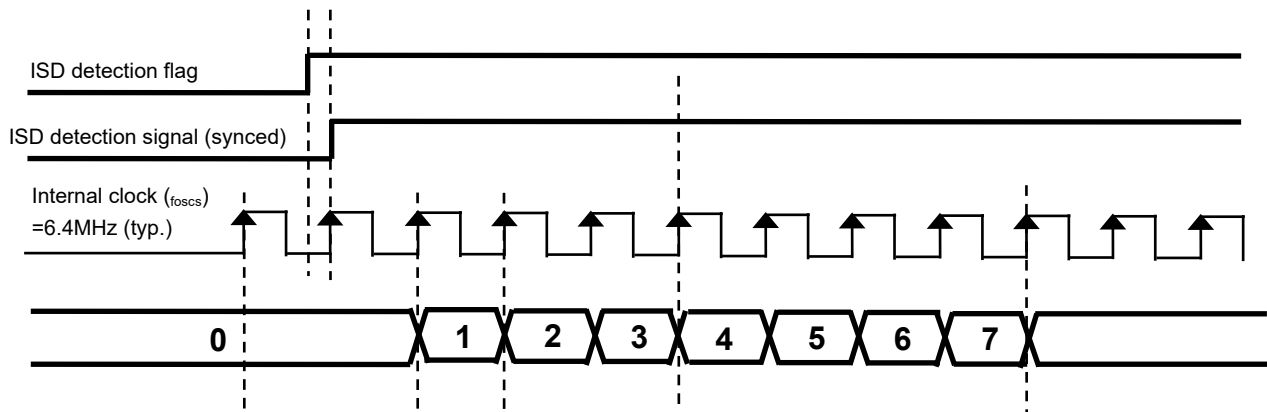 ISD detection flag
ISD detection signal (synced)
Internal clock (foscs)
=6.4MHz (typ.)
0 1 2 3 4 5 6 7